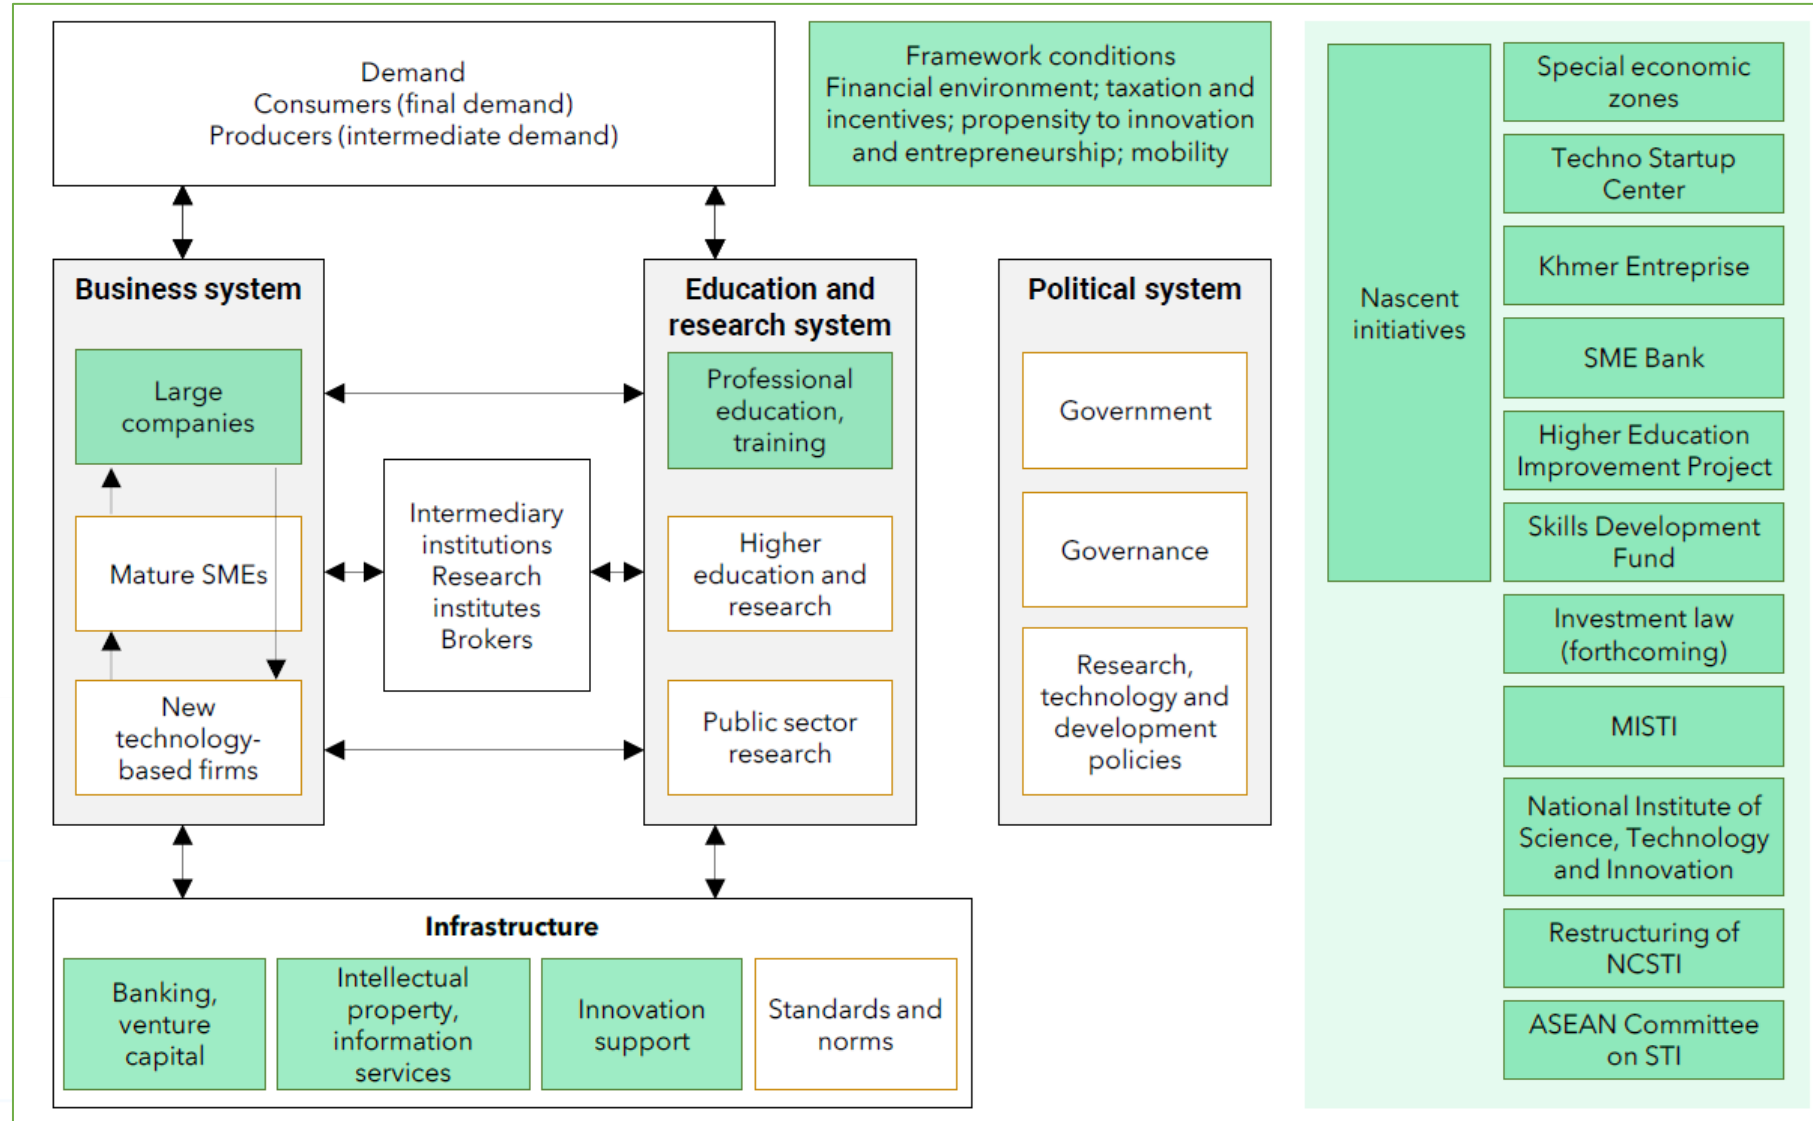 Demand
Consumers (final demand)
Producers (intermediate demand)
Framework conditions
Financial environment; taxation and
incentives; propensity to innovation
and entrepreneurship; mobility
Business system
Large
companies
Mature SMEs
New
technology-
based firms
Intermediary
institutions
Research
institutes
Brokers
Education and
research system
Professional
education,
training
Higher
education and
research
Public sector
research
Political system
Government
Governance
Research,
technology and
development
policies
Infrastructure
Banking,
venture
capital
Intellectual
property,
information
services
Innovation
support
Standards and
norms
Nascent
initiatives
Special economic
zones
Techno Startup
Center
Khmer Entreprise
SME Bank
Higher Education
Improvement Project
Skills Development
Fund
Investment law
(forthcoming)
MISTI
National Institute of
Science, Technology
and Innovation
Restructuring of
NCSTI
ASEAN Committee
on STI